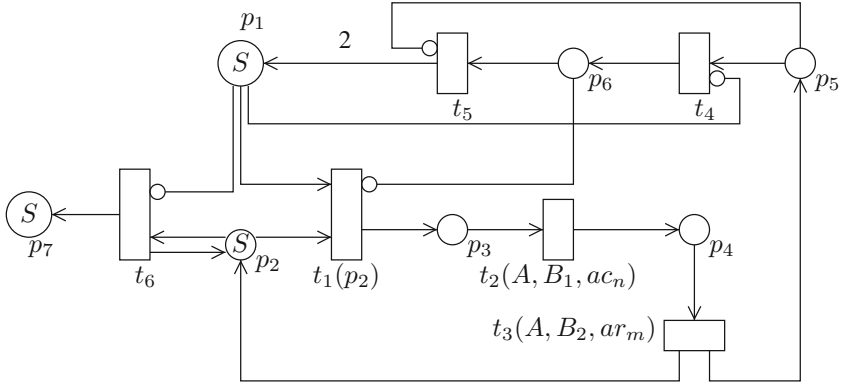 p₁
2
S
p₆
p₅
t₅
t₄
S
S
p₇
p₂
p₃
p₄
t₆
t₁(p₂)
t₂(A, B₁, acₙ)
t₃(A, B₂, arₘ)